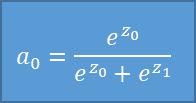 a₀ = e^{z₀} / (e^{z₀} + e^{z₁})